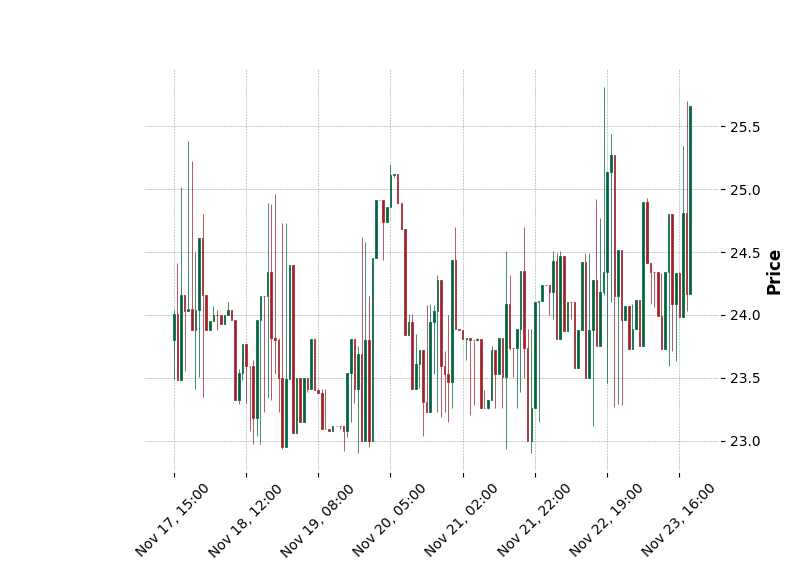 25.5
25.0
24.5
24.0
23.5
23.0
Price
Nov 17, 15:00
Nov 18, 12:00
Nov 19, 08:00
Nov 20, 05:00
Nov 21, 02:00
Nov 21, 22:00
Nov 22, 19:00
Nov 23, 16:00